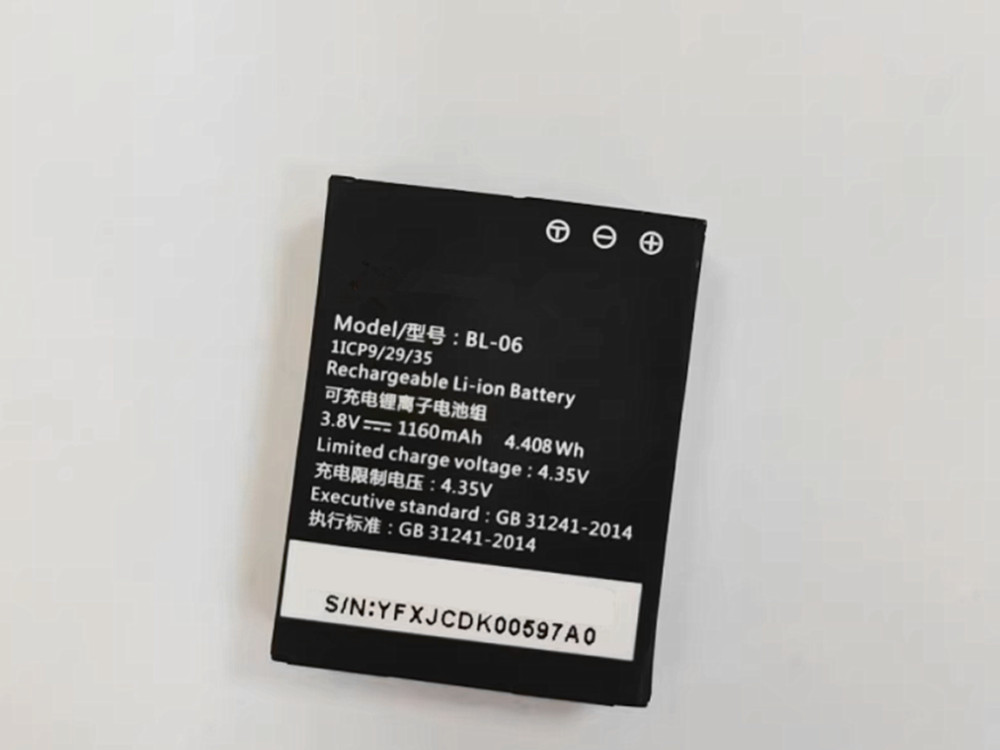 T - +
Model/型号：BL-06
1ICP9/29/35
Rechargeable Li-ion Battery
可充电锂离子电池组
3.8V⎓1160mAh 4.408Wh
Limited charge voltage：4.35V
充电限制电压：4.35V
Executive standard：GB 31241-2014
执行标准：GB 31241-2014
S/N:YFXJCDK00597A0